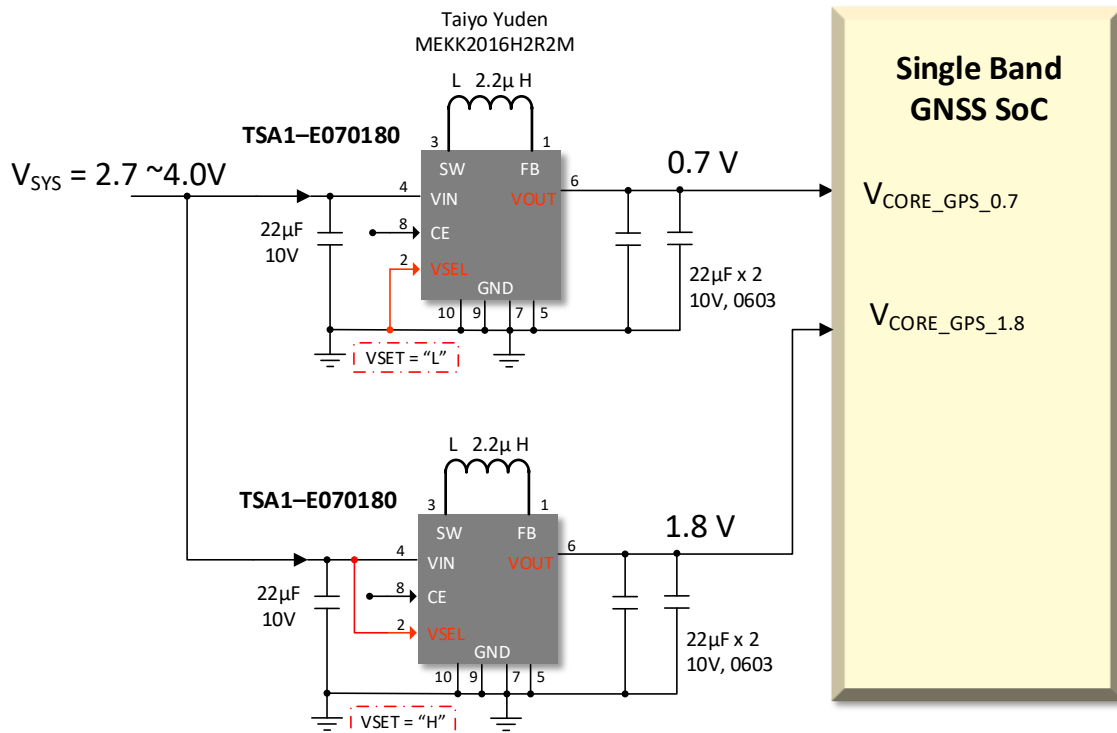 Taiyo Yuden
MEKK2016H2R2M
L 2.2µ H
TSA1–E070180
3
1
SW
FB
V_SYS = 2.7 ~4.0V
4
VIN
6
VOUT
0.7 V
22µF
10V
8
CE
2
VSEL
GND
10
9
7
5
22µF x 2
10V, 0603
VSET = “L”
L 2.2µ H
TSA1–E070180
3
1
SW
FB
4
VIN
6
VOUT
1.8 V
22µF
10V
8
CE
2
VSEL
GND
10
9
7
5
22µF x 2
10V, 0603
VSET = “H”
Single Band
GNSS SoC
V_CORE_GPS_0.7
V_CORE_GPS_1.8